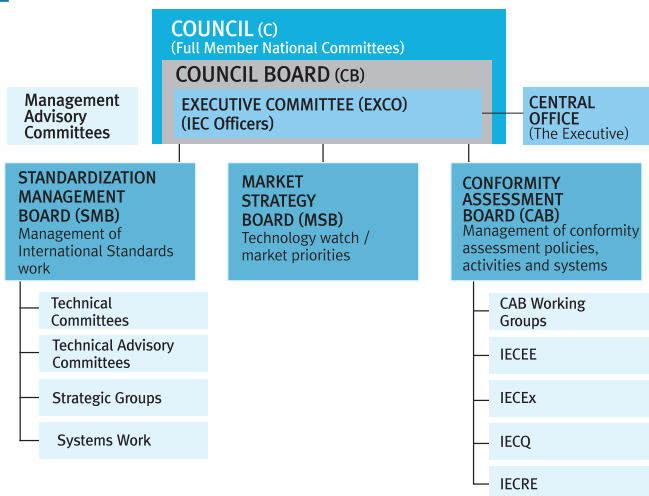 COUNCIL (C)
(Full Member National Committees)
COUNCIL BOARD (CB)
EXECUTIVE COMMITTEE (EXCO)
(IEC Officers)
Management
Advisory
Committees
CENTRAL
OFFICE
(The Executive)
STANDARDIZATION
MANAGEMENT
BOARD (SMB)
Management of
International Standards
work
MARKET
STRATEGY
BOARD (MSB)
Technology watch /
market priorities
CONFORMITY
ASSESSMENT
BOARD (CAB)
Management of conformity
assessment policies,
activities and systems
Technical
Committees
Technical Advisory
Committees
Strategic Groups
Systems Work
CAB Working
Groups
IECEE
IECEx
IECQ
IECRE